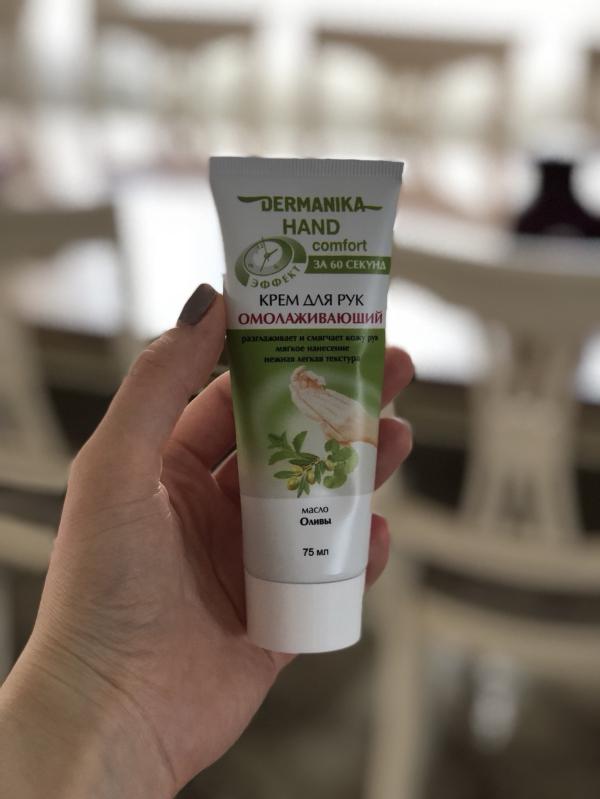 DERMANIKA
HAND
comfort
ЭФФЕКТ
ЗА 60 СЕКУНД
КРЕМ ДЛЯ РУК
ОМОЛАЖИВАЮЩИЙ
разглаживает и смягчает кожу рук
мягкое нанесение
нежная легкая текстура
масло
Оливы
75 мл